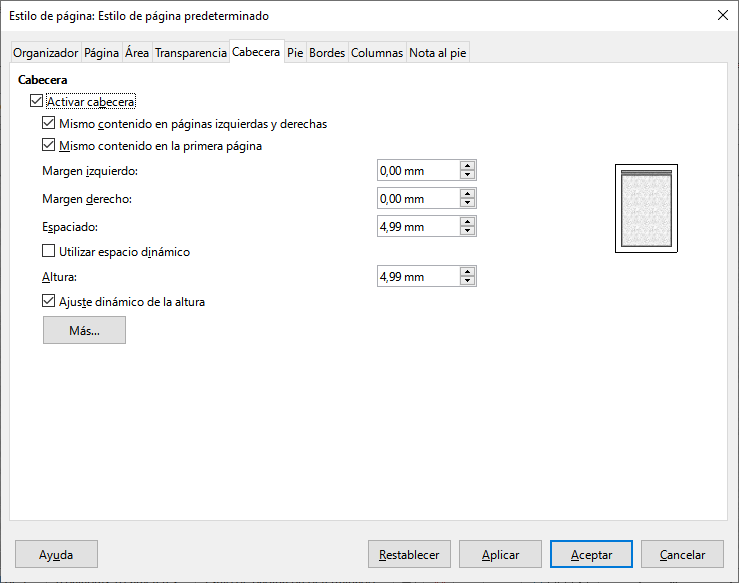 Estilo de página: Estilo de página predeterminado
Organizador Página Área Transparencia Cabecera Pie Bordes Columnas Nota al pie
Cabecera
Activar cabecera
Mismo contenido en páginas izquierdas y derechas
Mismo contenido en la primera página
Margen izquierdo: 0,00 mm
Margen derecho: 0,00 mm
Espaciado: 4,99 mm
Utilizar espacio dinámico
Altura: 4,99 mm
Ajuste dinámico de la altura
Más...
Ayuda Restablecer Aplicar Aceptar Cancelar